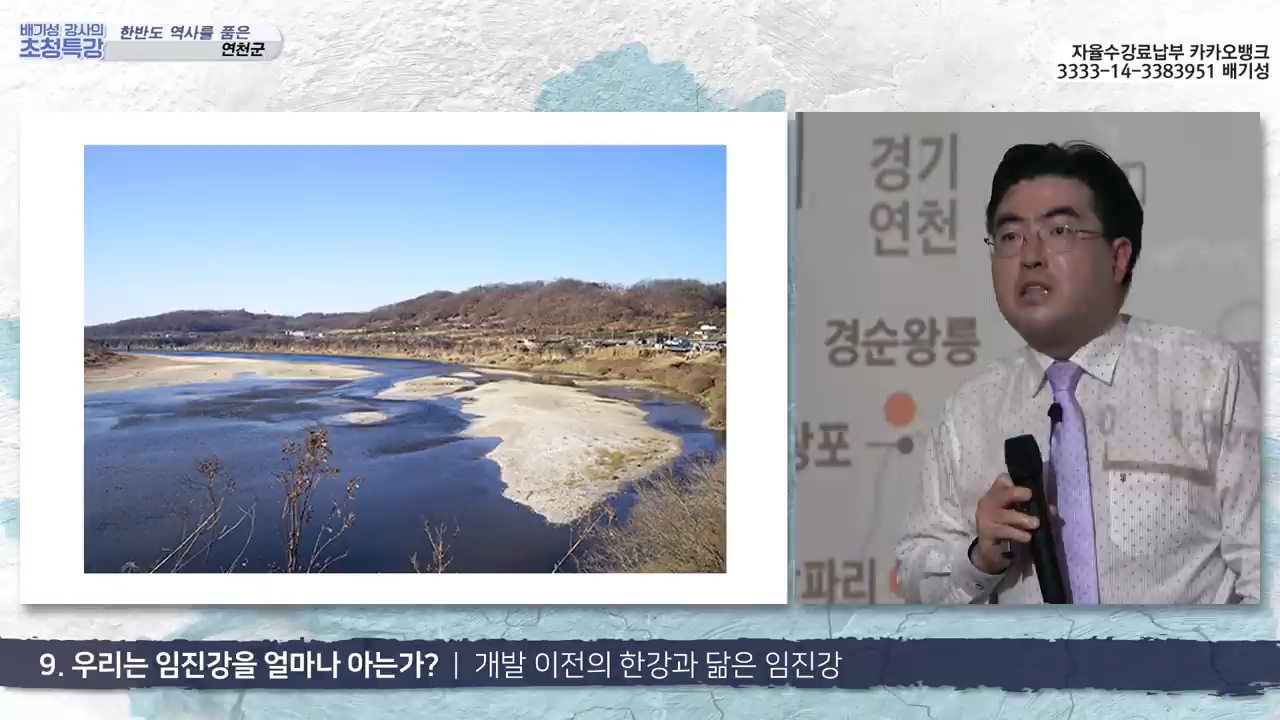 배기성 강사의
초청특강
한반도 역사를 품은
연천군
자율수강료납부 카카오뱅크
3333-14-3383951 배기성
경기
연천
경순왕릉
포
파리
9. 우리는 임진강을 얼마나 아는가? | 개발 이전의 한강과 닮은 임진강